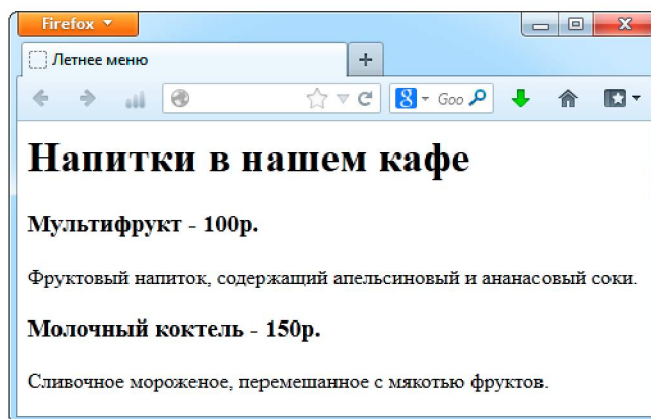 Firefox
Летнее меню
Goo
Напитки в нашем кафе
Мультифрукт - 100р.
Фруктовый напиток, содержащий апельсиновый и ананасовый соки.
Молочный коктель - 150р.
Сливочное мороженое, перемешанное с мякотью фруктов.